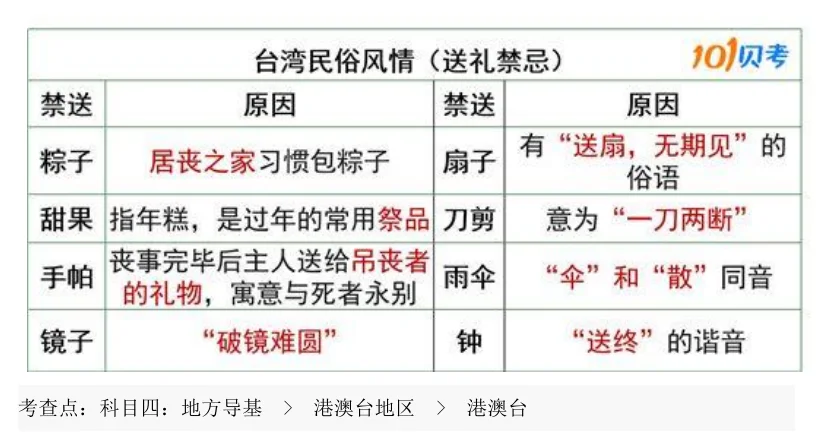 台湾民俗风情（送礼禁忌）
101贝考
禁送 原因 禁送 原因
粽子 居丧之家习惯包粽子 扇子 有“送扇，无期见”的
俗语
甜果 指年糕，是过年的常用祭品 刀剪 意为“一刀两断”
手帕 丧事完毕后主人送给吊丧者
的礼物，寓意与死者永别 雨伞 “伞”和“散”同音
镜子 “破镜难圆” 钟 “送终”的谐音
考查点：科目四：地方导基 > 港澳台地区 > 港澳台